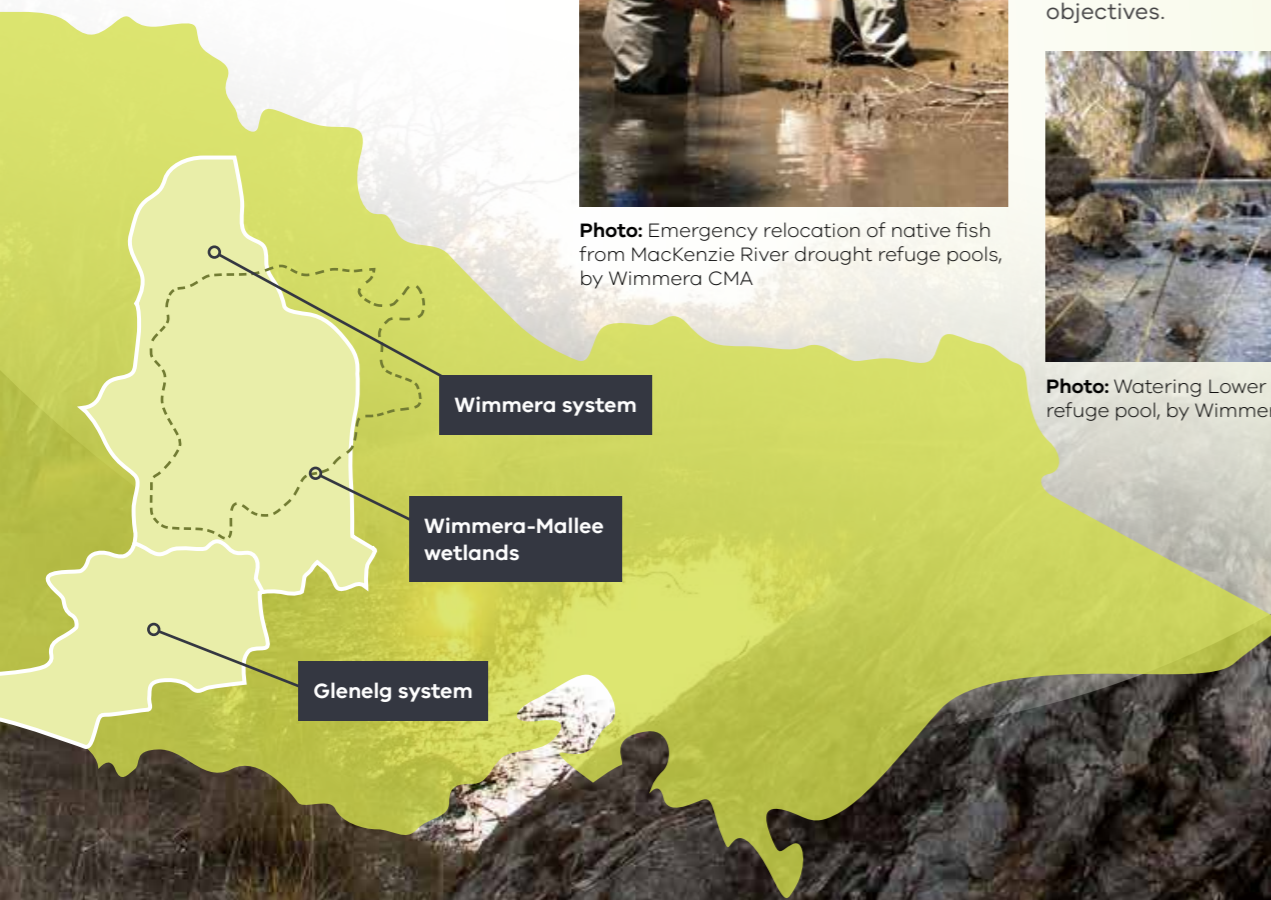 objectives.
Photo: Emergency relocation of native fish
from MacKenzie River drought refuge pools,
by Wimmera CMA
Photo: Watering Lower
refuge pool, by
Wimmera system
Wimmera-Mallee
wetlands
Glenelg system